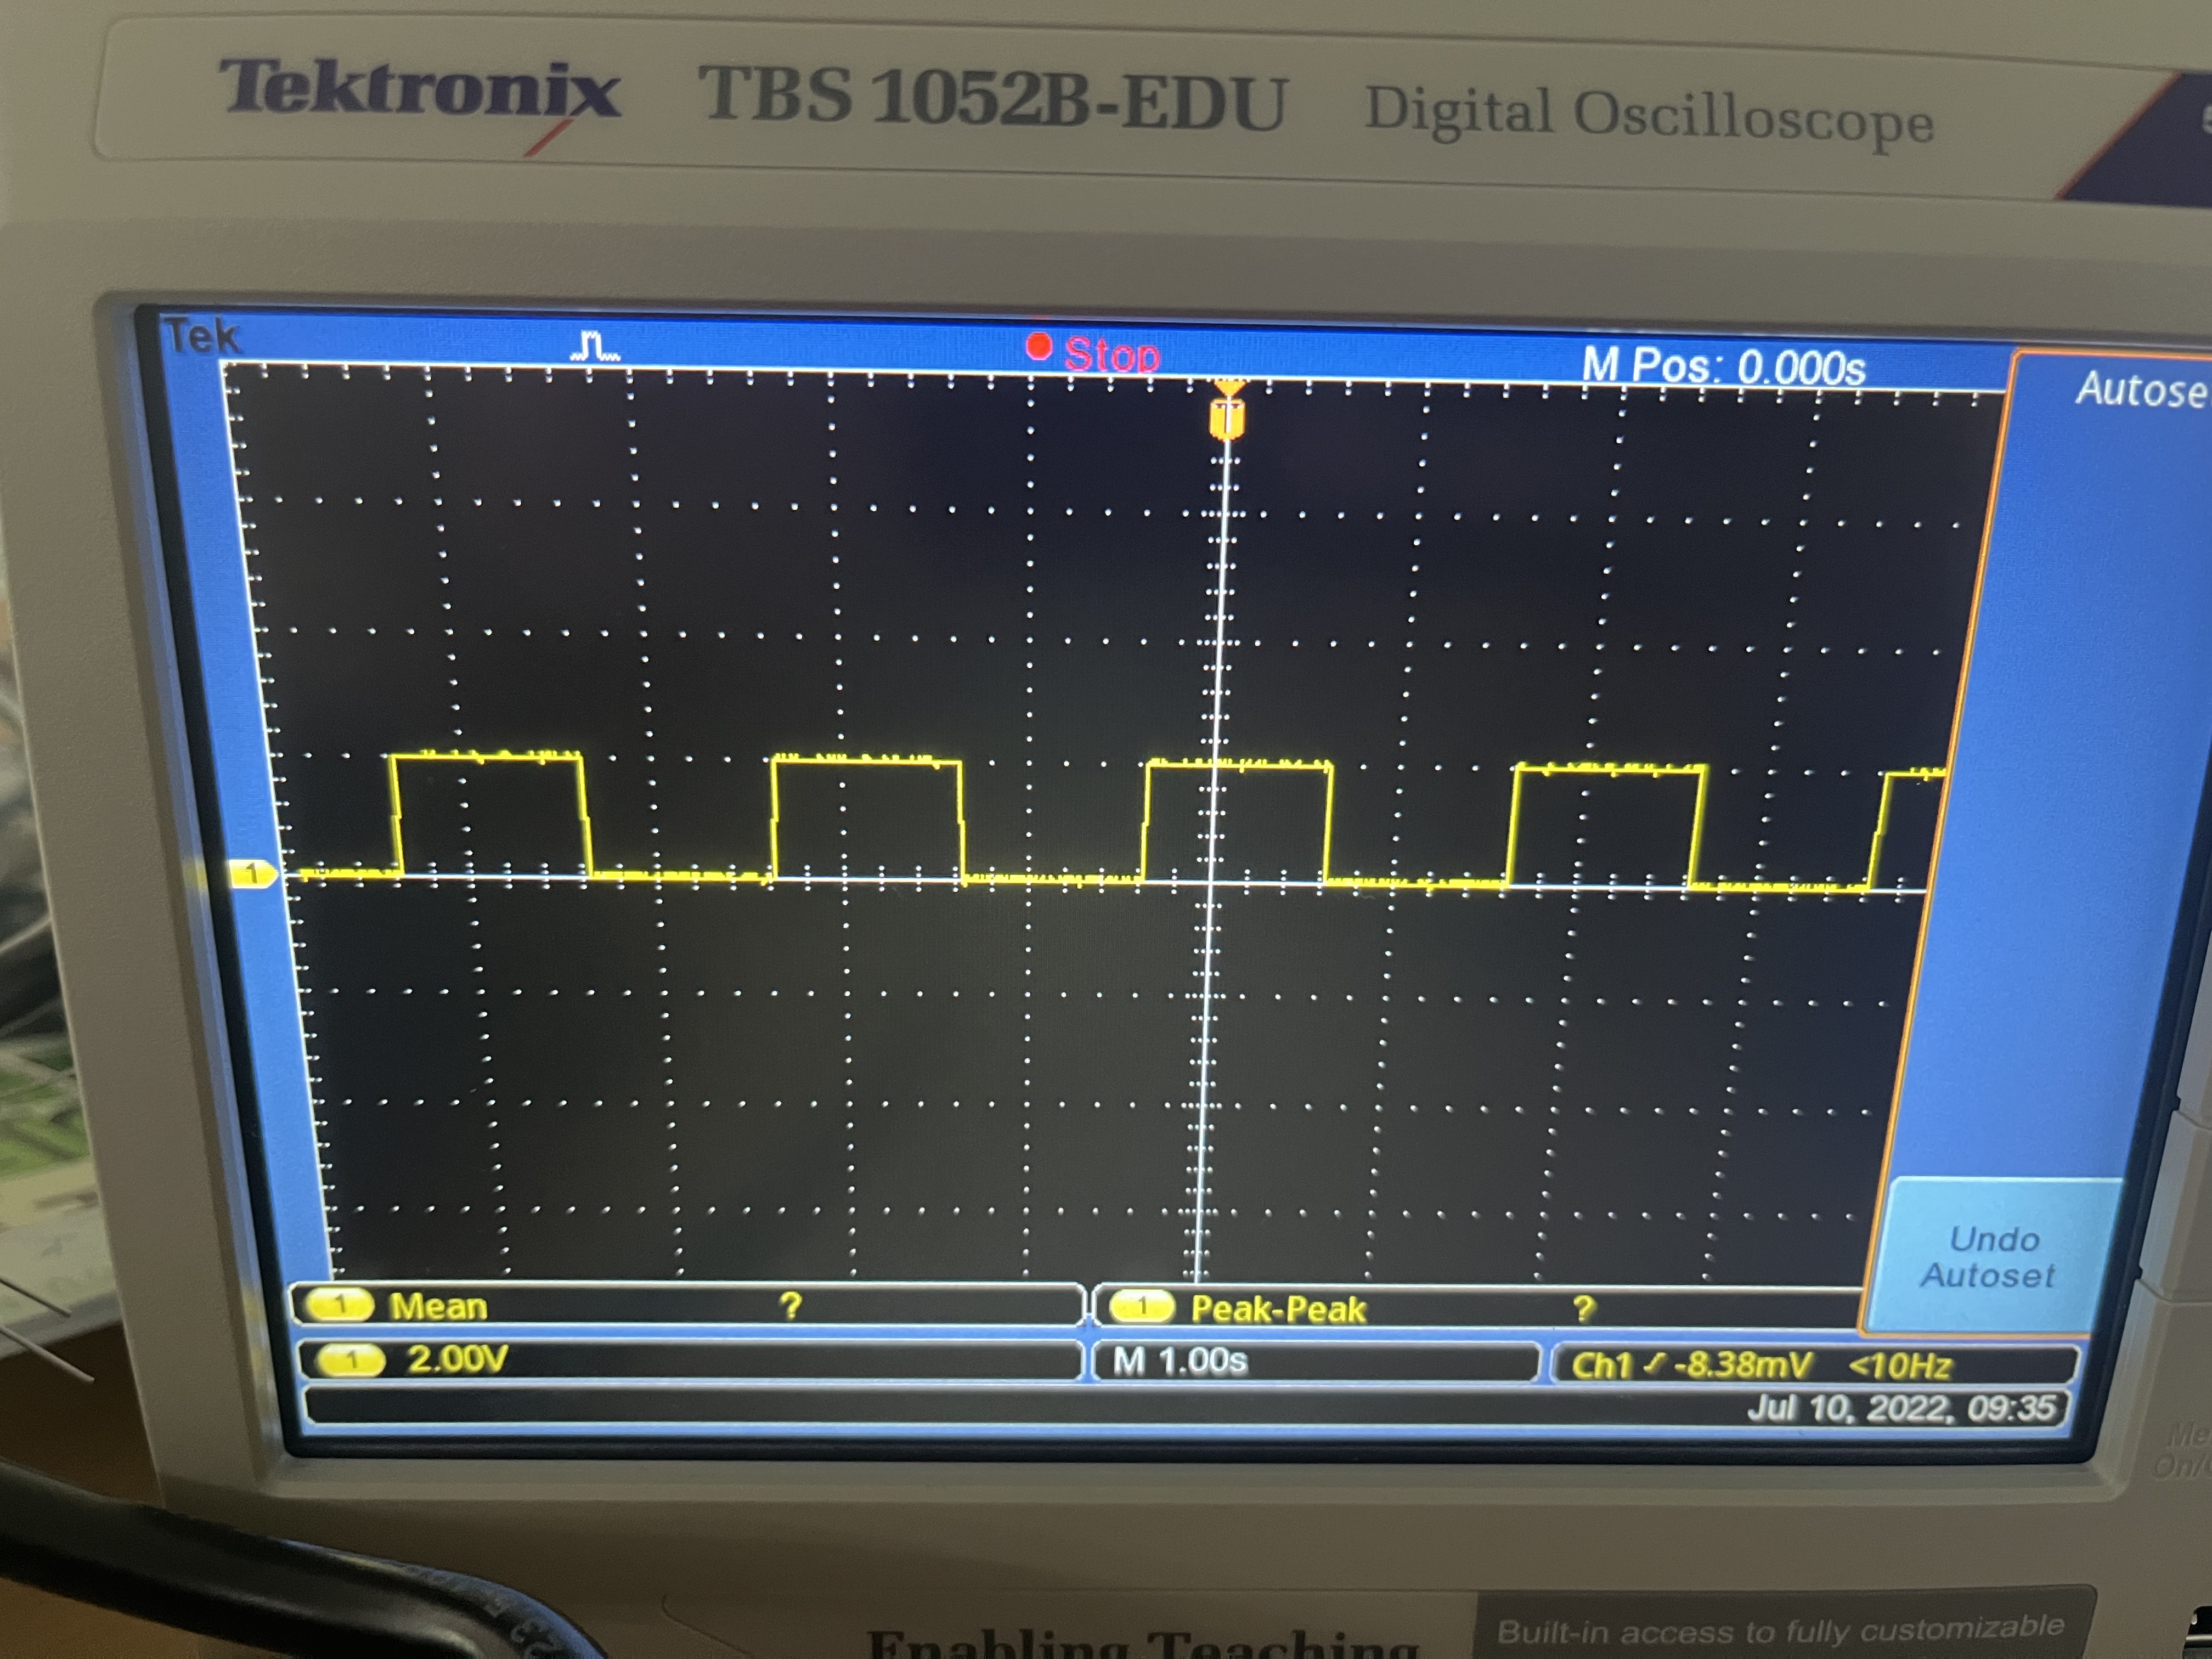 Tektronix TBS 1052B-EDU Digital Oscilloscope
Tek Stop M Pos: 0.000s
Autose
T
1
1 Mean ? 1 Peak-Peak ?
Undo
Autoset
1 2.00V M 1.00s Ch1 -8.38mV <10Hz
Jul 10, 2022, 09:35
Enabling Teaching Built-in access to fully customizable